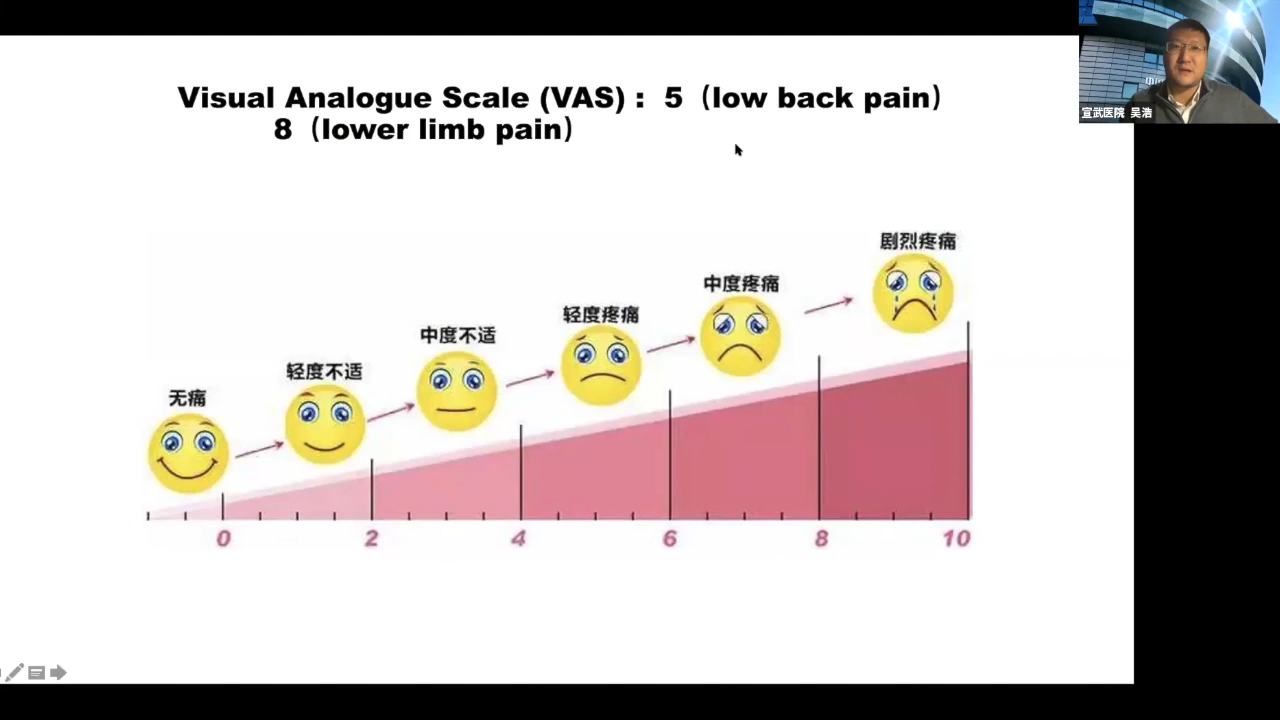 Visual Analogue Scale (VAS) : 5（low back pain）
8（lower limb pain）
宣武医院 吴浩
剧烈疼痛
中度疼痛
轻度疼痛
中度不适
轻度不适
无痛
0 2 4 6 8 10